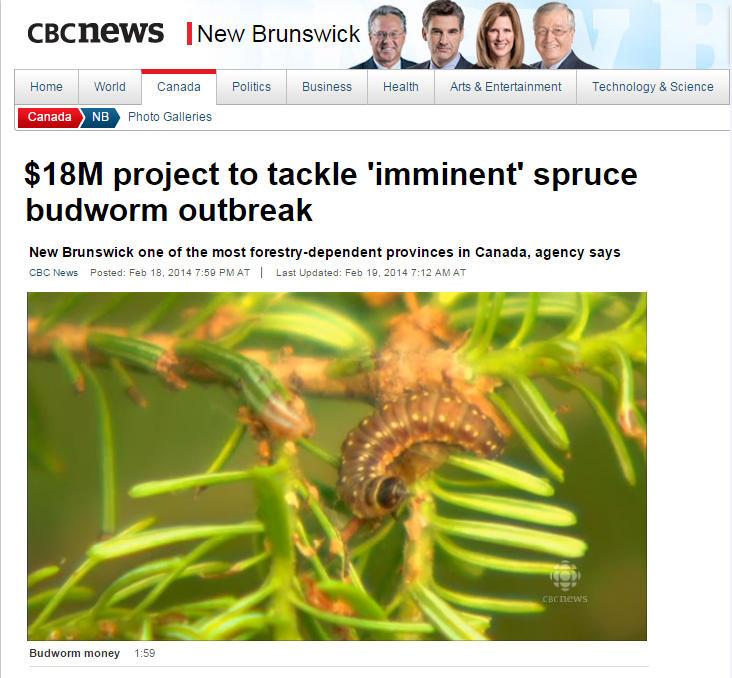 CBCnews New Brunswick
Home World Canada Politics Business Health Arts & Entertainment Technology & Science
Canada NB Photo Galleries
$18M project to tackle 'imminent' spruce
budworm outbreak
New Brunswick one of the most forestry-dependent provinces in Canada, agency says
CBC News Posted: Feb 18, 2014 7:59 PM AT | Last Updated: Feb 19, 2014 7:12 AM AT
CBCnews
Budworm money 1:59